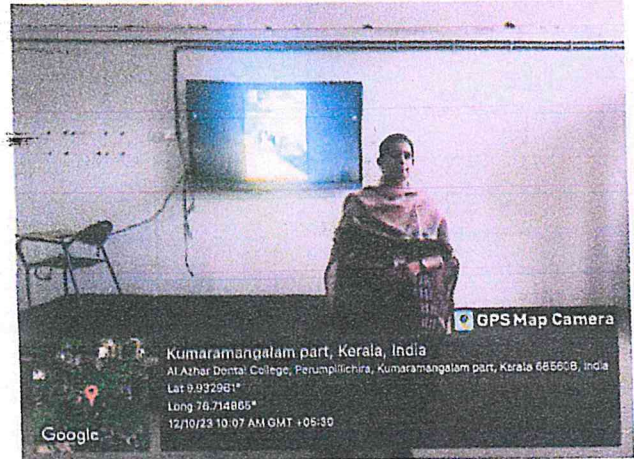 GPS Map Camera
Kumaramangalam part, Kerala, India
Al Azhar Dental College, Perumpillichira, Kumaramangalam part, Kerala 685608, India
Lat 9.932961°
Long 76.714865°
12/10/23 10:07 AM GMT +05:30
Google